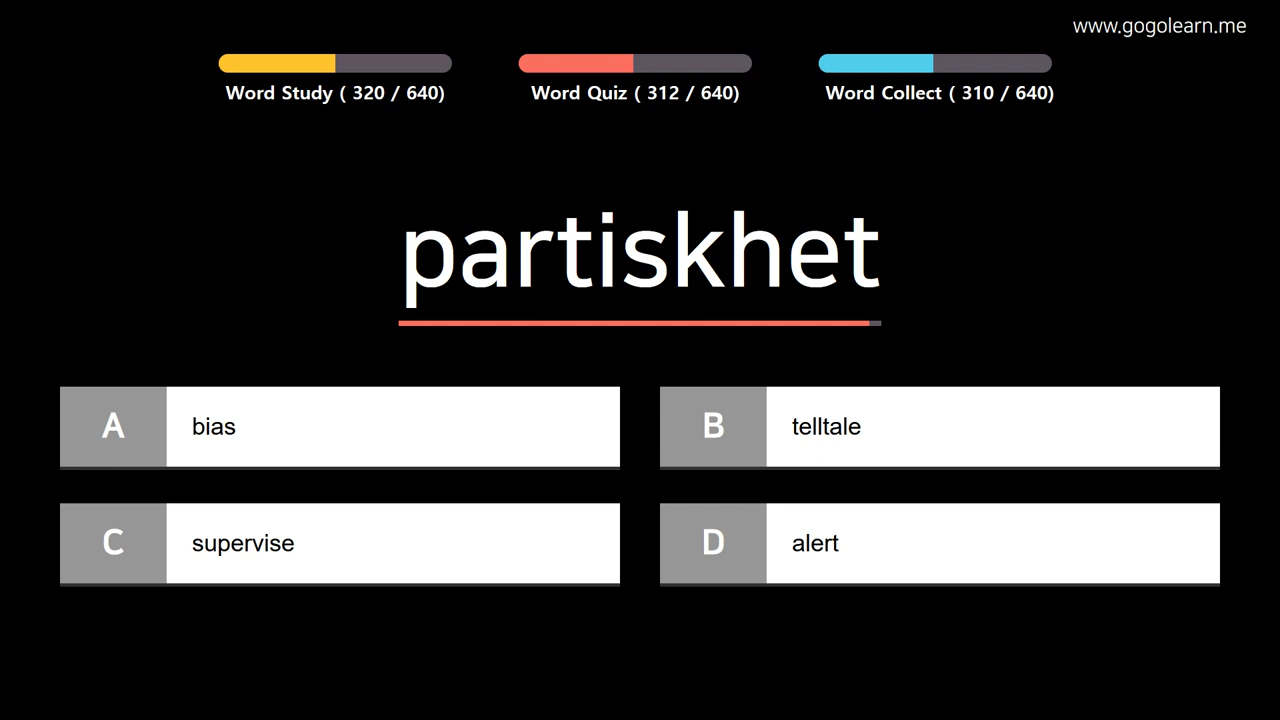 www.gogolearn.me
Word Study ( 320 / 640)
Word Quiz ( 312 / 640)
Word Collect ( 310 / 640)
partiskhet
A bias
B telltale
C supervise
D alert